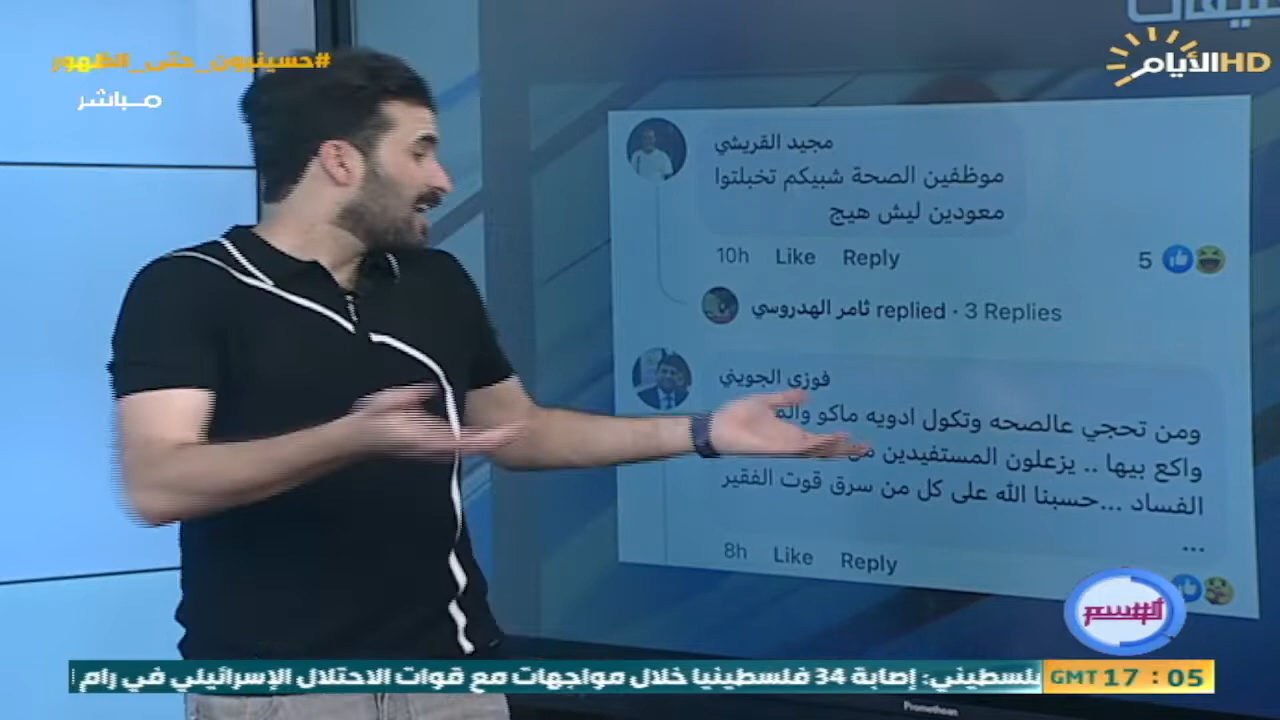 #حسينيون_حتى_الظهور
مباشر
الأيام HD
مجيد القريشي
موظفين الصحة شبيكم تخبلتوا
معودين ليش هيج
10h Like Reply
5
ثامر الهدروسي replied · 3 Replies
فوزي الجويني
ومن تحجي عالصحه وتكول ادويه ماكو
واكع بيها .. يزعلون المستفيدين
الفساد ...حسبنا الله على كل من سرق قوت الفقير
...
8h Like Reply
لسطيني: إصابة 34 فلسطينيا خلال مواجهات مع قوات الاحتلال الإسرائيلي في رام
GMT 17 : 05
Promethean